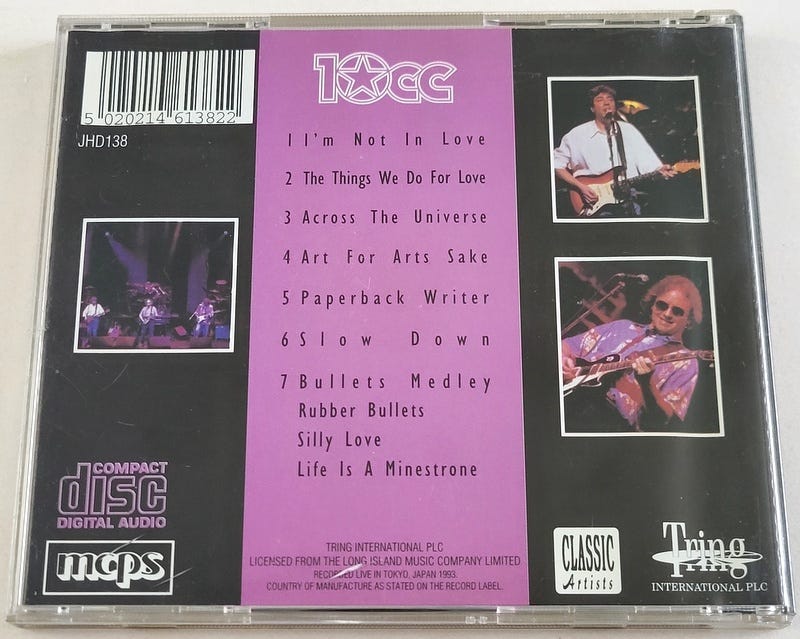 5 020214 613822
JHD138
10cc
1 I'm Not In Love
2 The Things We Do For Love
3 Across The Universe
4 Art For Arts Sake
5 Paperback Writer
6 Slow Down
7 Bullets Medley
Rubber Bullets
Silly Love
Life Is A Minestrone
COMPACT
disc
DIGITAL AUDIO
mcps
TRING INTERNATIONAL PLC
LICENSED FROM THE LONG ISLAND MUSIC COMPANY LIMITED
RECORDED LIVE IN TOKYO, JAPAN 1993.
COUNTRY OF MANUFACTURE AS STATED ON THE RECORD LABEL.
CLASSIC
Artists
Tring
INTERNATIONAL PLC